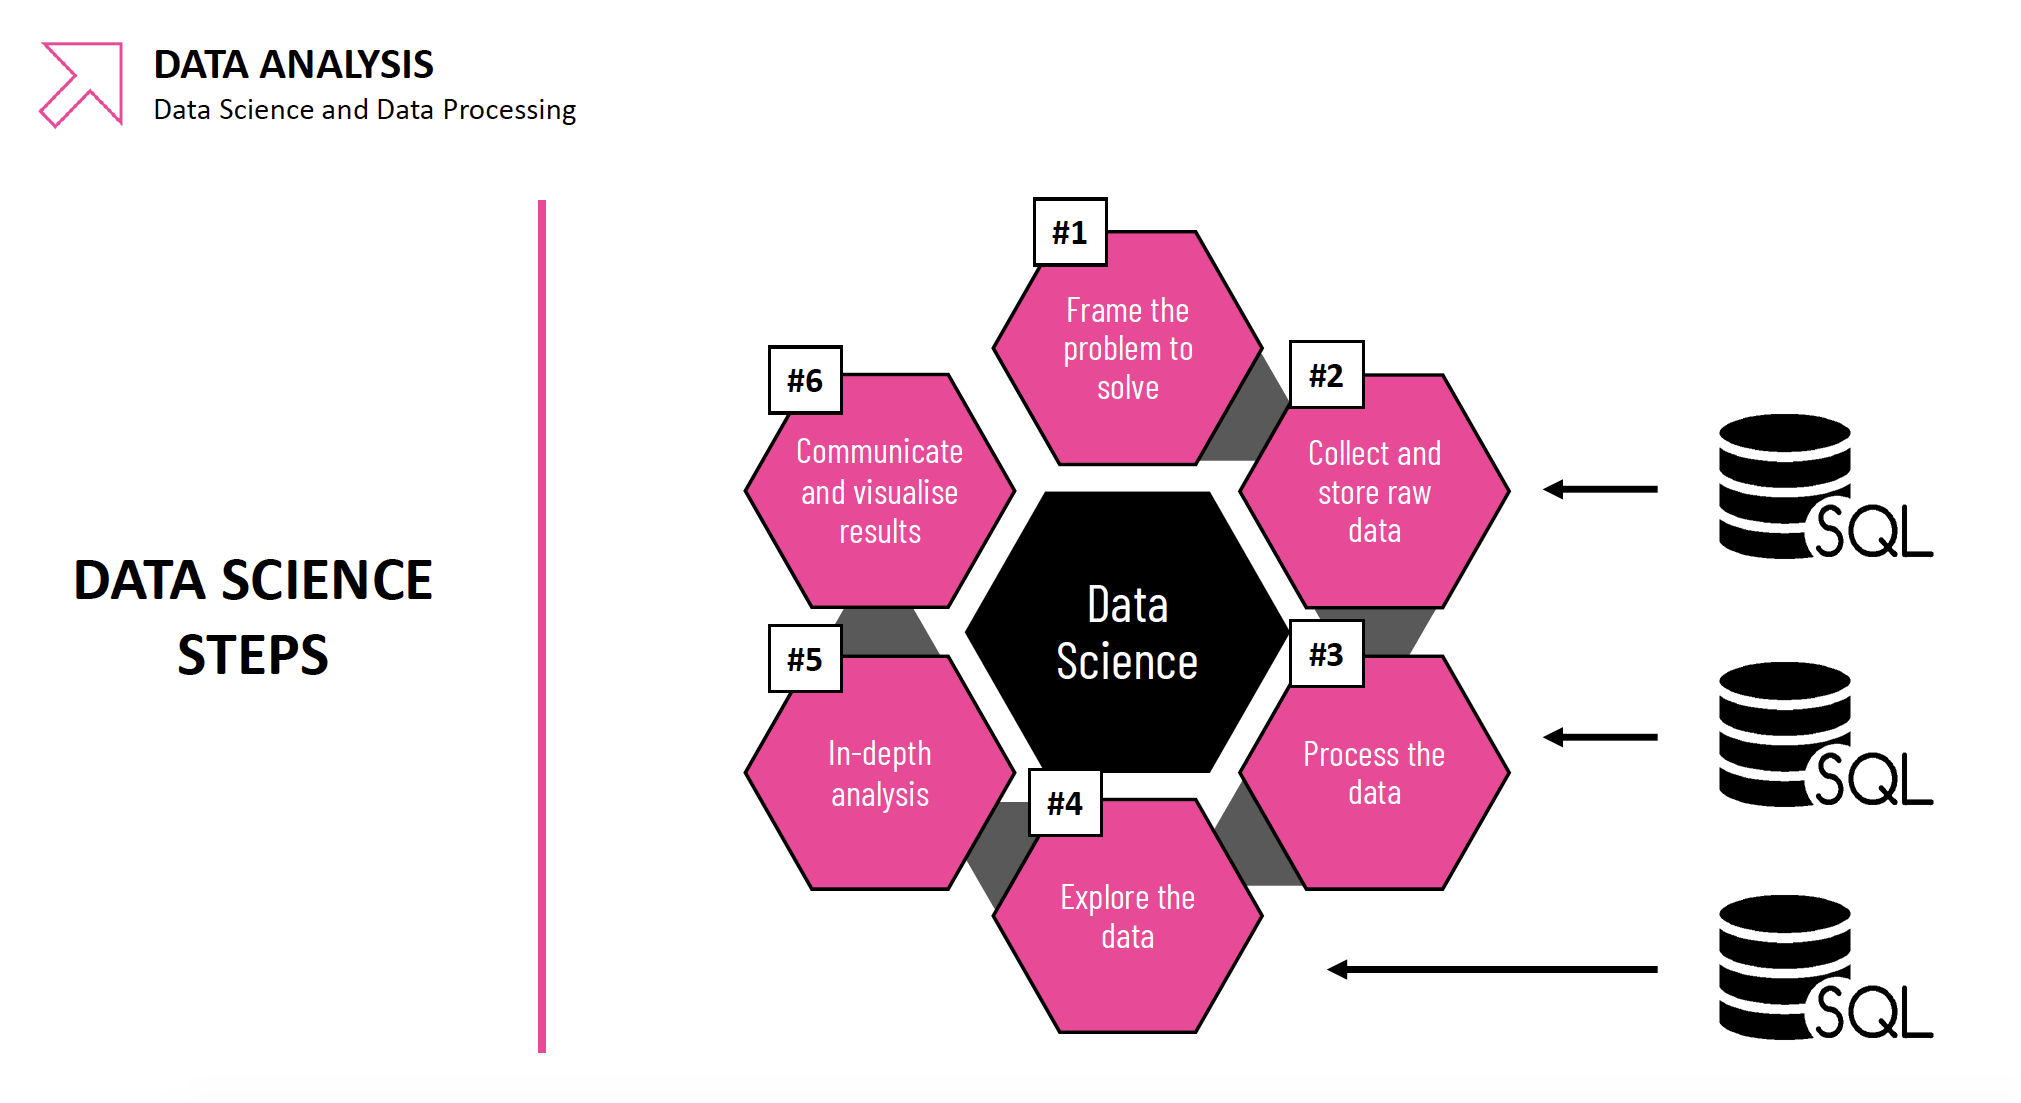 DATA ANALYSIS
Data Science and Data Processing
DATA SCIENCE
STEPS
#1
Frame the
problem to
solve
#2
Collect and
store raw
data
#3
Process the
data
#4
Explore the
data
#5
In-depth
analysis
#6
Communicate
and visualise
results
Data
Science
SQL
SQL
SQL